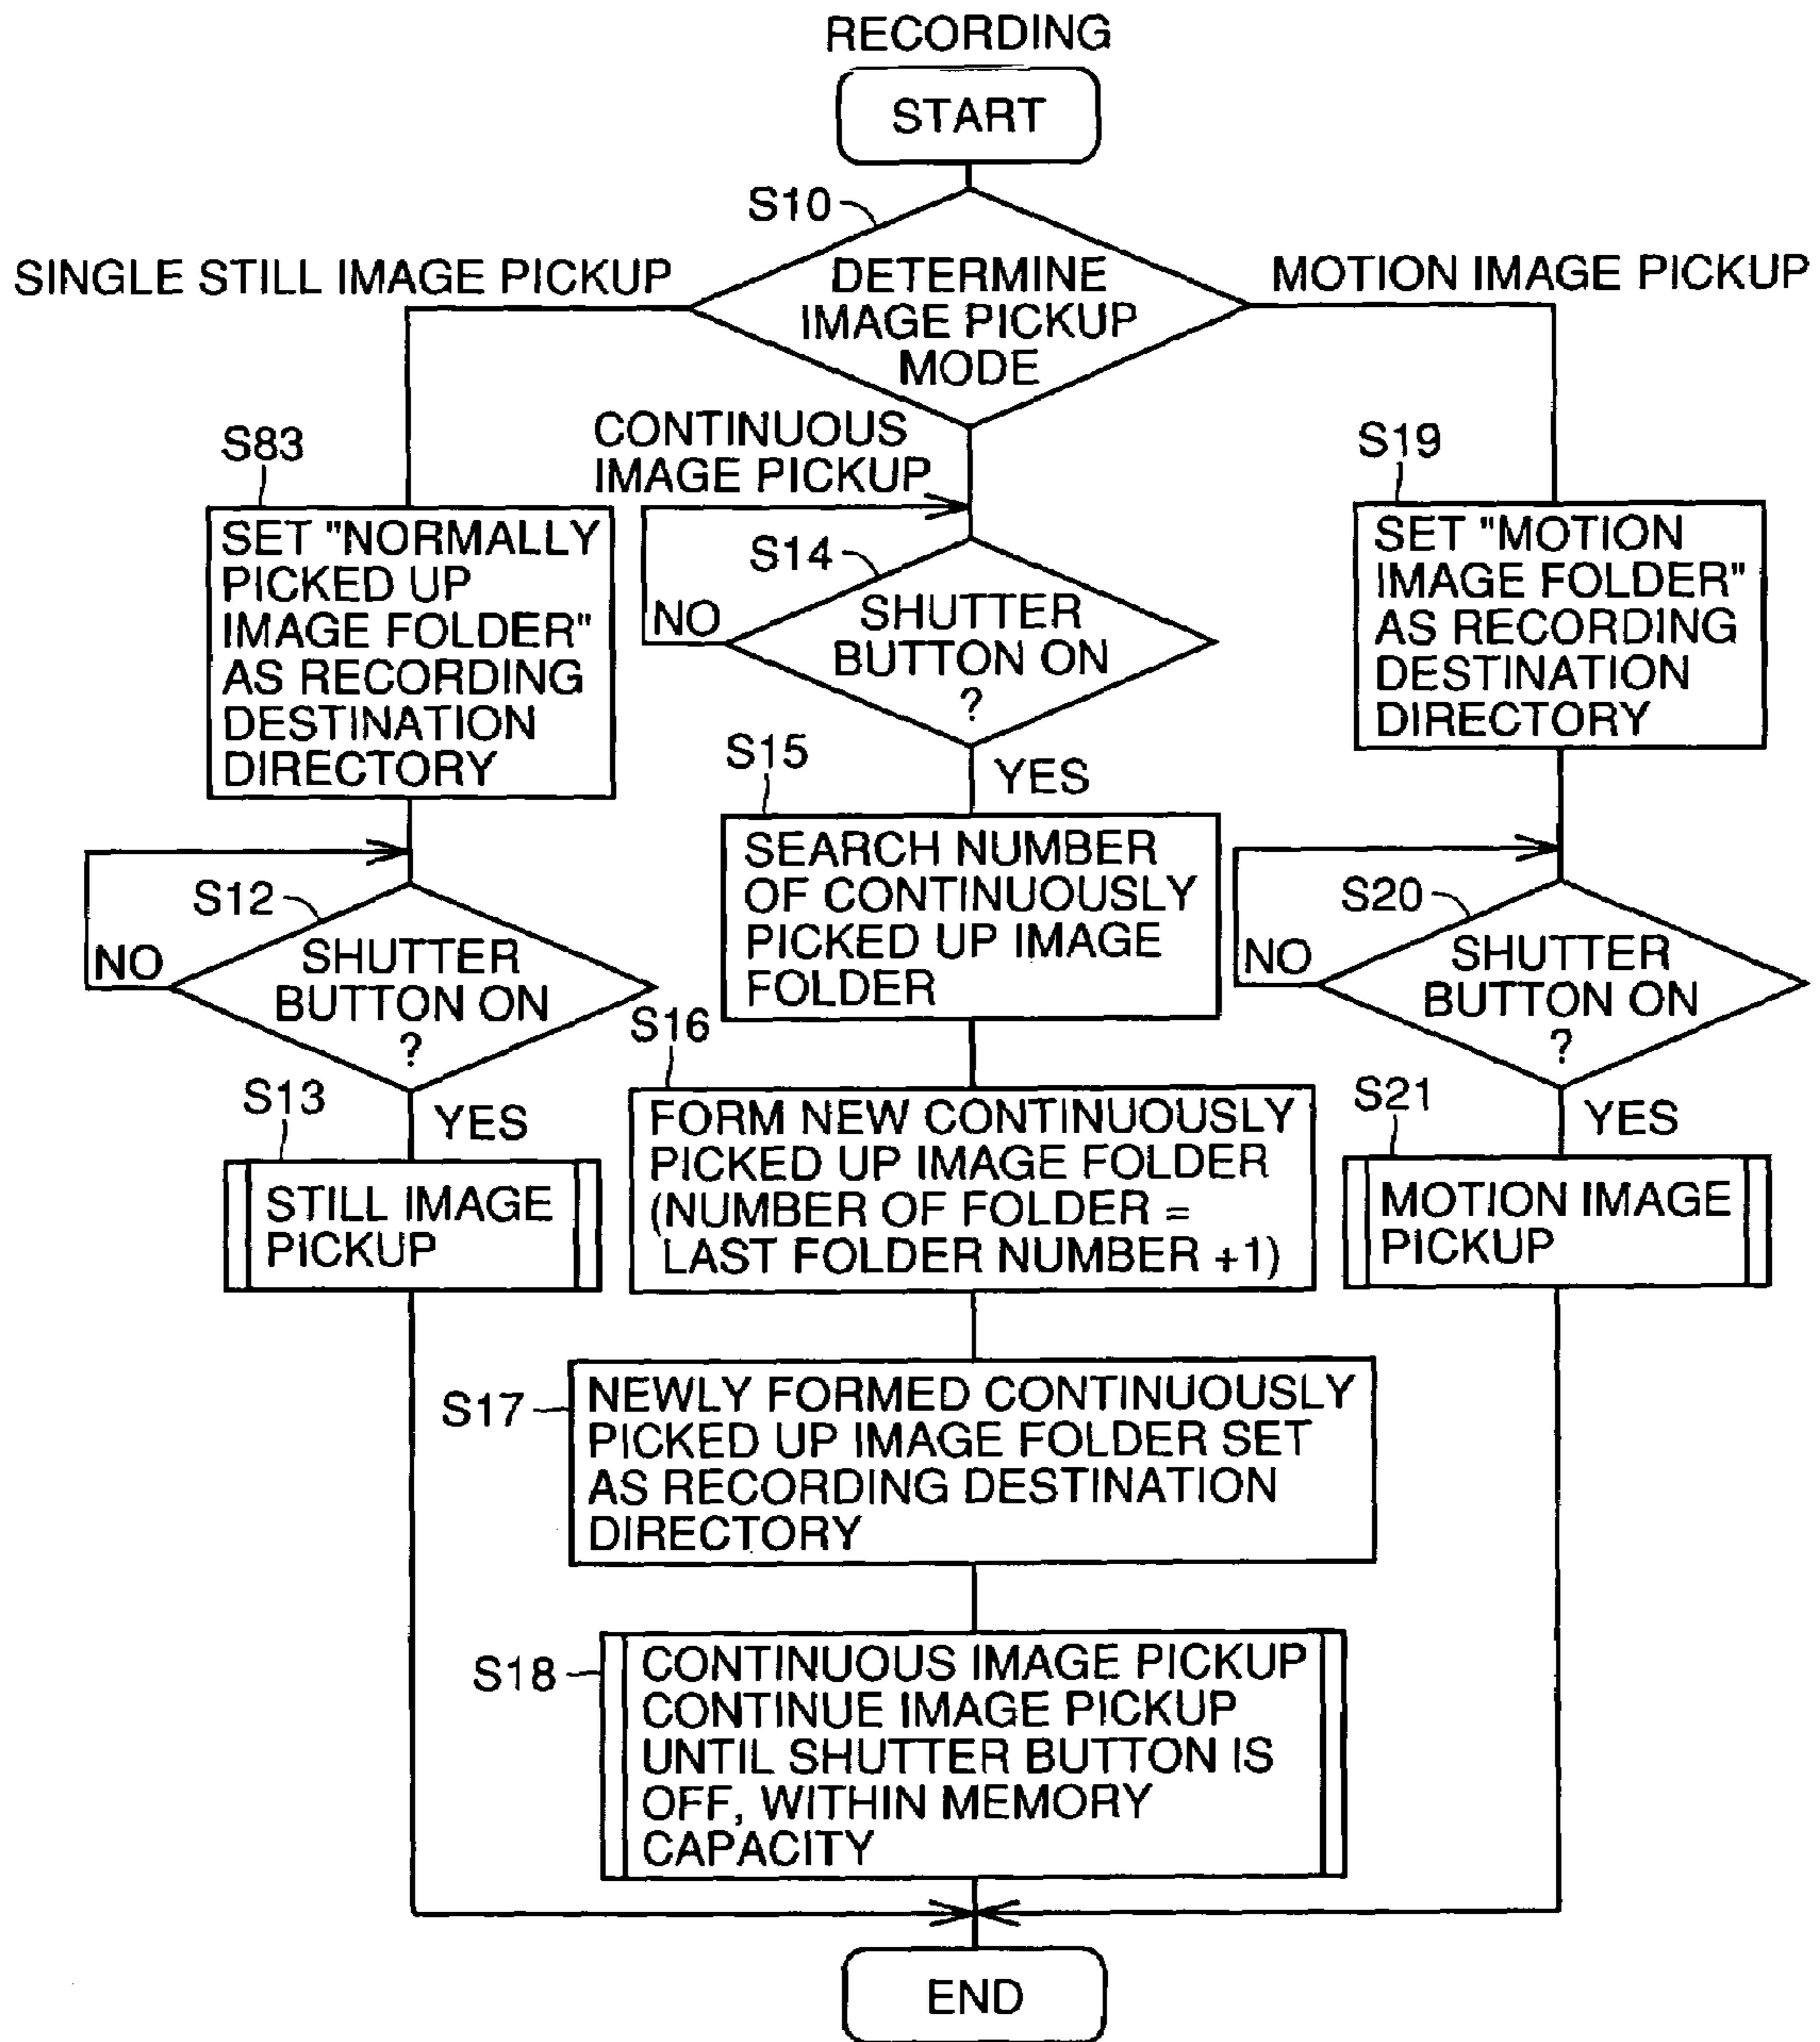 RECORDING
START
S10
SINGLE STILL IMAGE PICKUP
DETERMINE
IMAGE PICKUP
MODE
MOTION IMAGE PICKUP
S83
SET "NORMALLY
PICKED UP
IMAGE FOLDER"
AS RECORDING
DESTINATION
DIRECTORY
CONTINUOUS
IMAGE PICKUP
S14
NO
SHUTTER
BUTTON ON
?
YES
S19
SET "MOTION
IMAGE FOLDER"
AS RECORDING
DESTINATION
DIRECTORY
S12
NO
SHUTTER
BUTTON ON
?
YES
S15
SEARCH NUMBER
OF CONTINUOUSLY
PICKED UP IMAGE
FOLDER
S20
NO
SHUTTER
BUTTON ON
?
YES
S13
STILL IMAGE
PICKUP
S16
FORM NEW CONTINUOUSLY
PICKED UP IMAGE FOLDER
(NUMBER OF FOLDER =
LAST FOLDER NUMBER +1)
S21
MOTION IMAGE
PICKUP
S17
NEWLY FORMED CONTINUOUSLY
PICKED UP IMAGE FOLDER SET
AS RECORDING DESTINATION
DIRECTORY
S18
CONTINUOUS IMAGE PICKUP
CONTINUE IMAGE PICKUP
UNTIL SHUTTER BUTTON IS
OFF, WITHIN MEMORY
CAPACITY
END